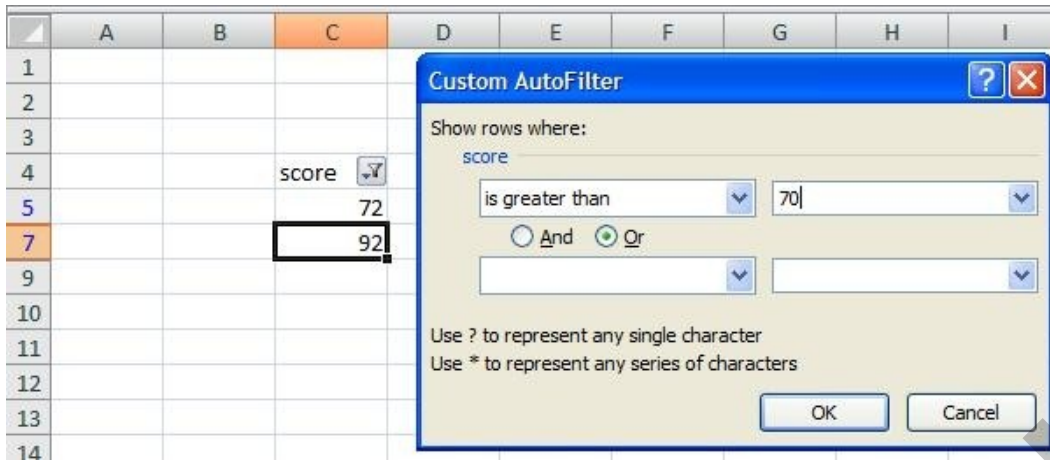 A B C D E F G H I
1
2
3
4 score
5 72
7 92
9
10
11
12
13
14
Custom AutoFilter
Show rows where:
score
is greater than 70
And Or
Use ? to represent any single character
Use * to represent any series of characters
OK Cancel